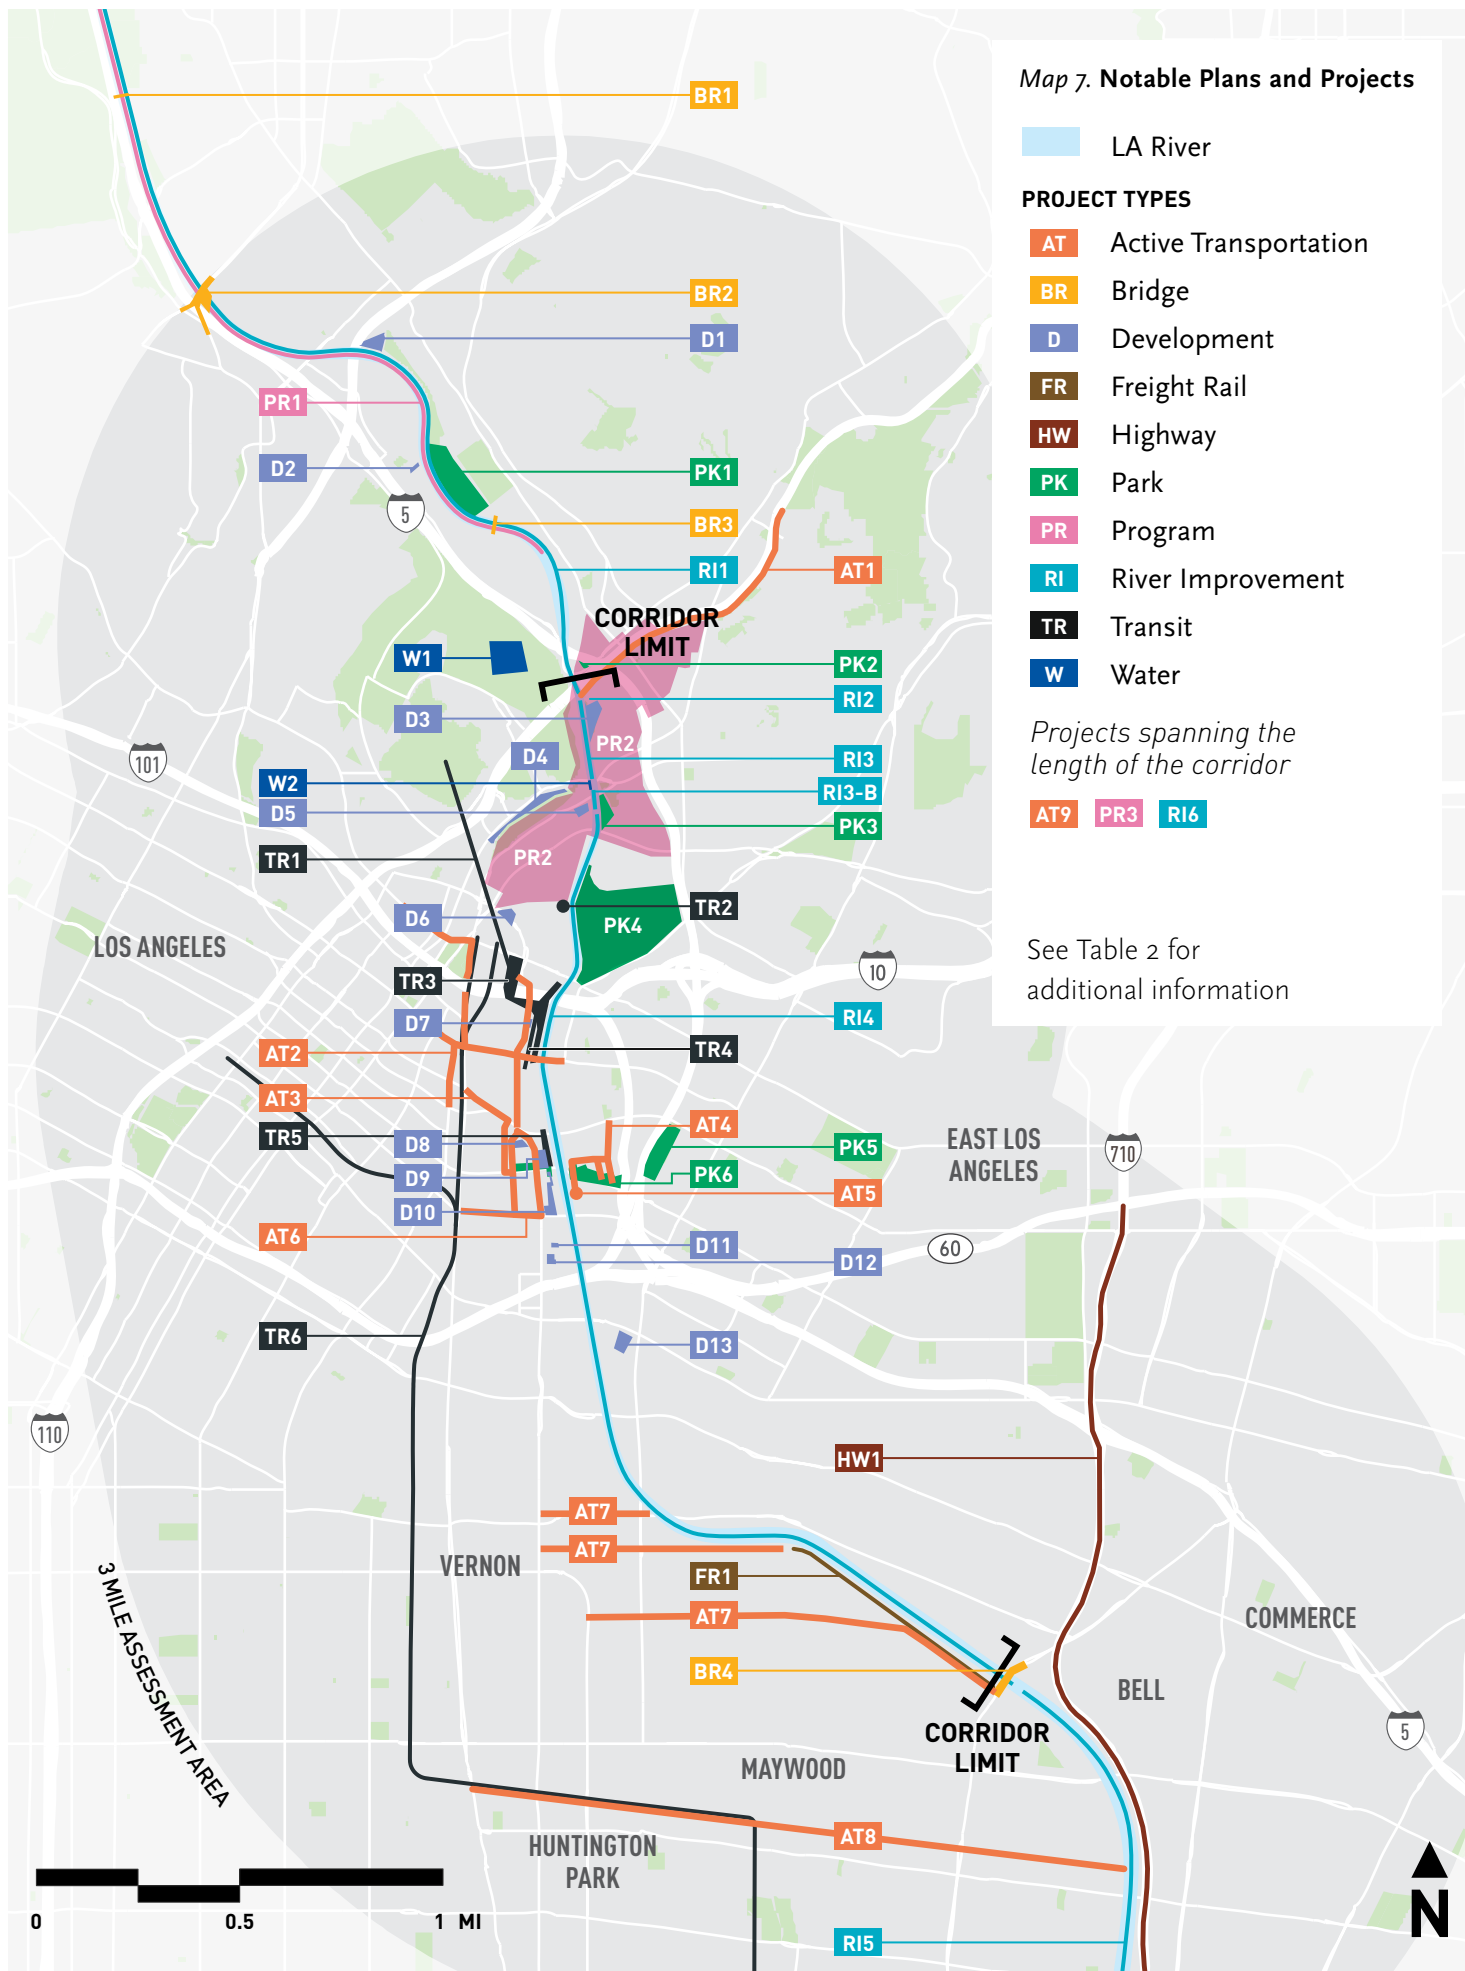 Map 7. Notable Plans and Projects
LA River
PROJECT TYPES
AT Active Transportation
BR Bridge
D Development
FR Freight Rail
HW Highway
PK Park
PR Program
RI River Improvement
TR Transit
W Water
Projects spanning the
length of the corridor
AT9 PR3 RI6
See Table 2 for
additional information
BR1
BR2
D1
PR1
D2
PK1
5
BR3
RI1
AT1
CORRIDOR
LIMIT
W1
PK2
RI2
D3
PR2
D4
RI3
101
W2
RI3-B
D5
PK3
TR1
PR2
TR2
D6
PK4
LOS ANGELES
10
TR3
RI4
D7
TR4
AT2
AT3
AT4
TR5
D8
PK5
EAST LOS
ANGELES
710
D9
PK6
AT5
D10
AT6
D11
60
D12
TR6
D13
110
HW1
AT7
AT7
VERNON
FR1
AT7
COMMERCE
3 MILE ASSESSMENT AREA
BR4
BELL
CORRIDOR
LIMIT
5
MAYWOOD
AT8
HUNTINGTON
PARK
0 0.5 1 MI
N
RI5